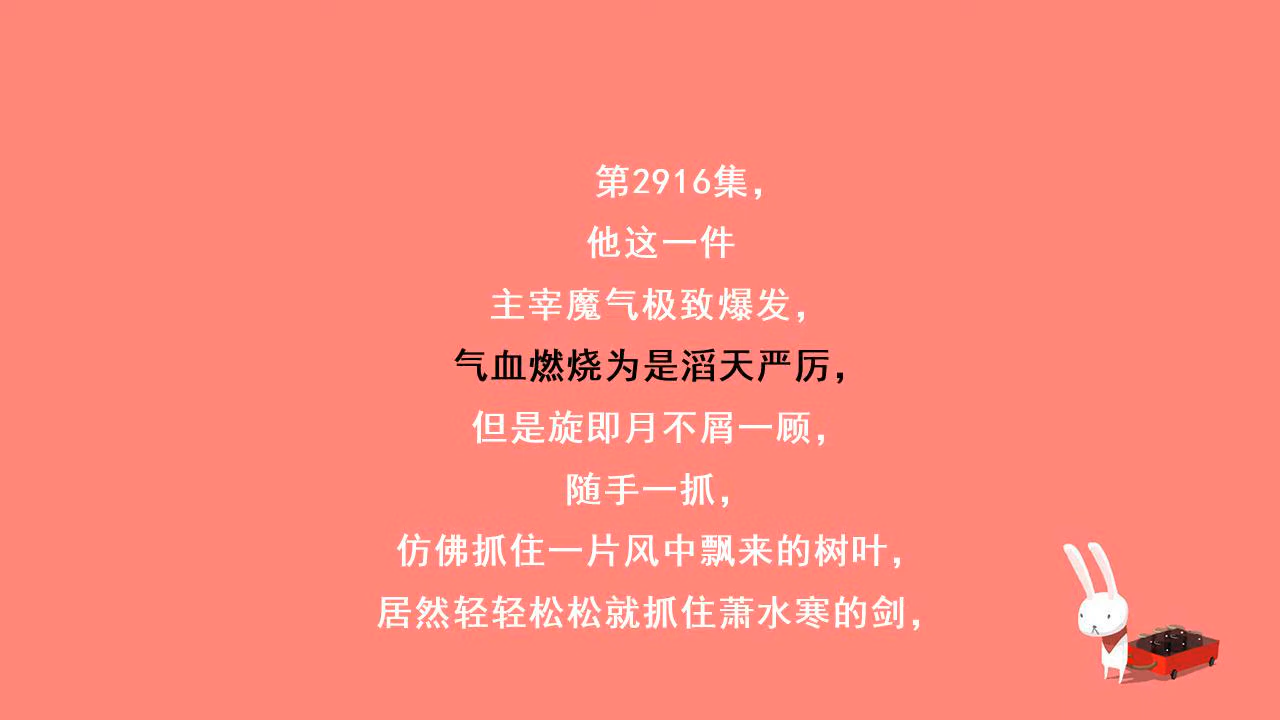 第2916集，
他这一件
主宰魔气极致爆发，
气血燃烧为是滔天严厉，
但是旋即月不屑一顾，
随手一抓，
仿佛抓住一片风中飘来的树叶，
居然轻轻松松就抓住萧水寒的剑，